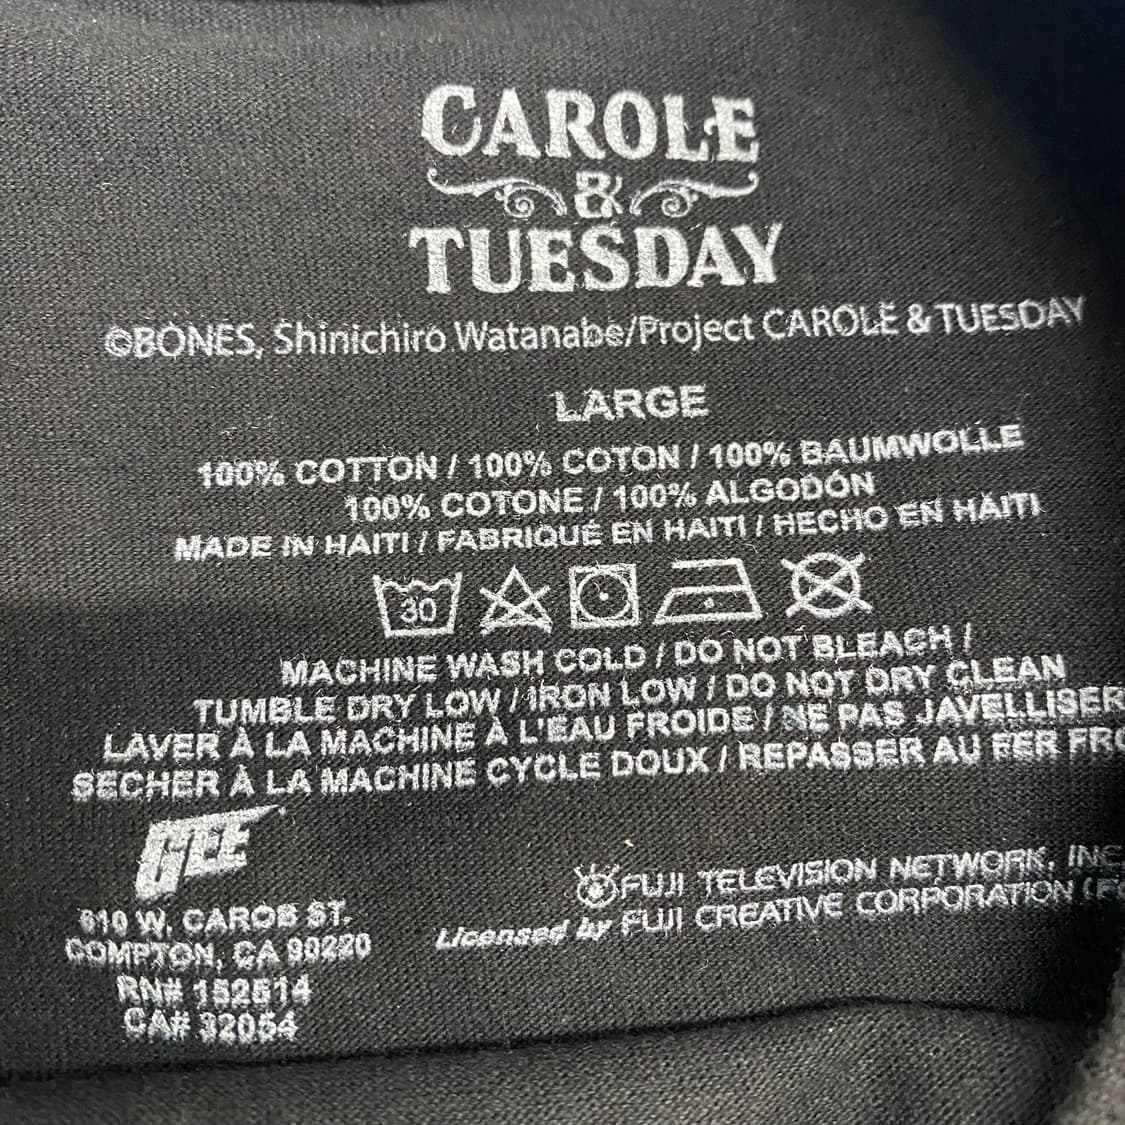 CAROLE
&
TUESDAY
©BONES, Shinichiro Watanabe/Project CAROLE & TUESDAY
LARGE
100% COTTON / 100% COTON / 100% BAUMWOLLE
100% COTONE / 100% ALGODÓN
MADE IN HAITI / FABRIQUÉ EN HAITI / HECHO EN HAITI
30
MACHINE WASH COLD / DO NOT BLEACH /
TUMBLE DRY LOW / IRON LOW / DO NOT DRY CLEAN
LAVER À LA MACHINE À L'EAU FROIDE / NE PAS JAVELLISER
SECHER À LA MACHINE CYCLE DOUX / REPASSER AU FER
GEE
610 W. CAROB ST.
COMPTON, CA 90220
RN# 152514
CA# 32054
FUJI TELEVISION NETWORK, INC.
Licensed by FUJI CREATIVE CORPORATION